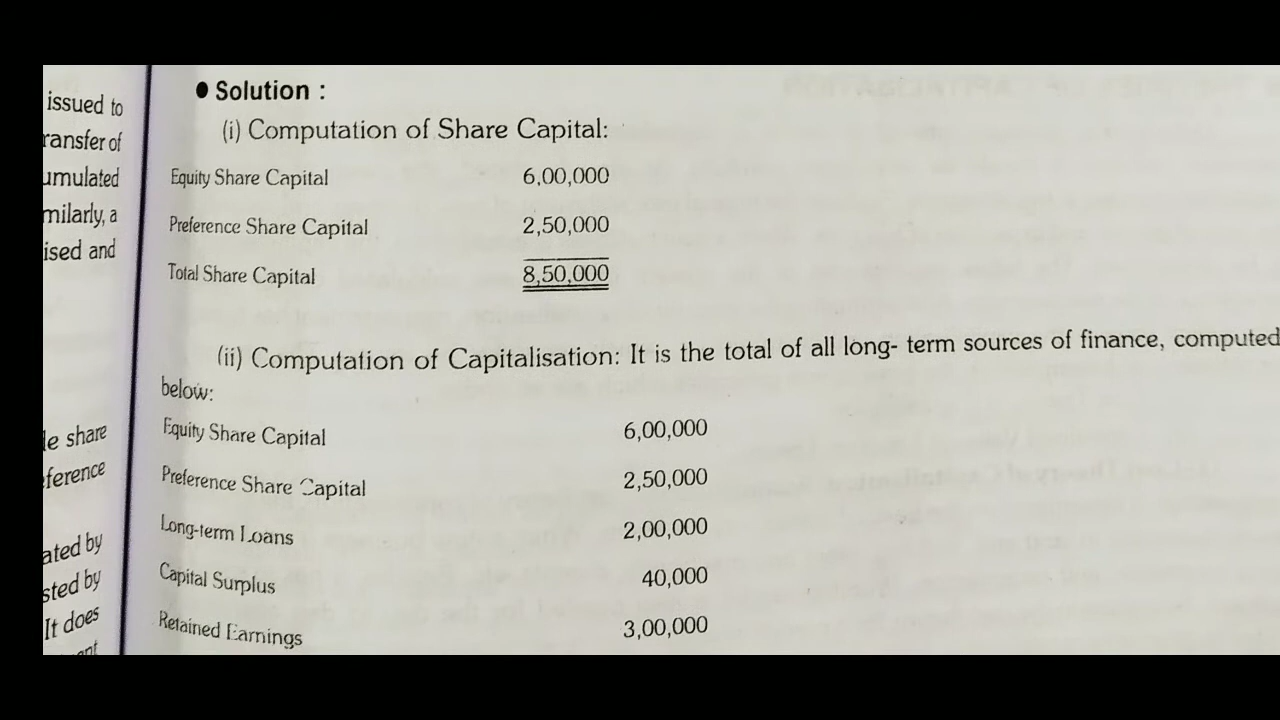 issued to
ransfer of
umulated
milarly, a
ised and
le share
ference
ated by
sted by
It does
● Solution :
(i) Computation of Share Capital:
Equity Share Capital 6,00,000
Preference Share Capital 2,50,000
Total Share Capital 8,50,000
(ii) Computation of Capitalisation: It is the total of all long- term sources of finance, computed
below:
Equity Share Capital 6,00,000
Preference Share Capital 2,50,000
Long-term Loans 2,00,000
Capital Surplus 40,000
Retained Earnings 3,00,000